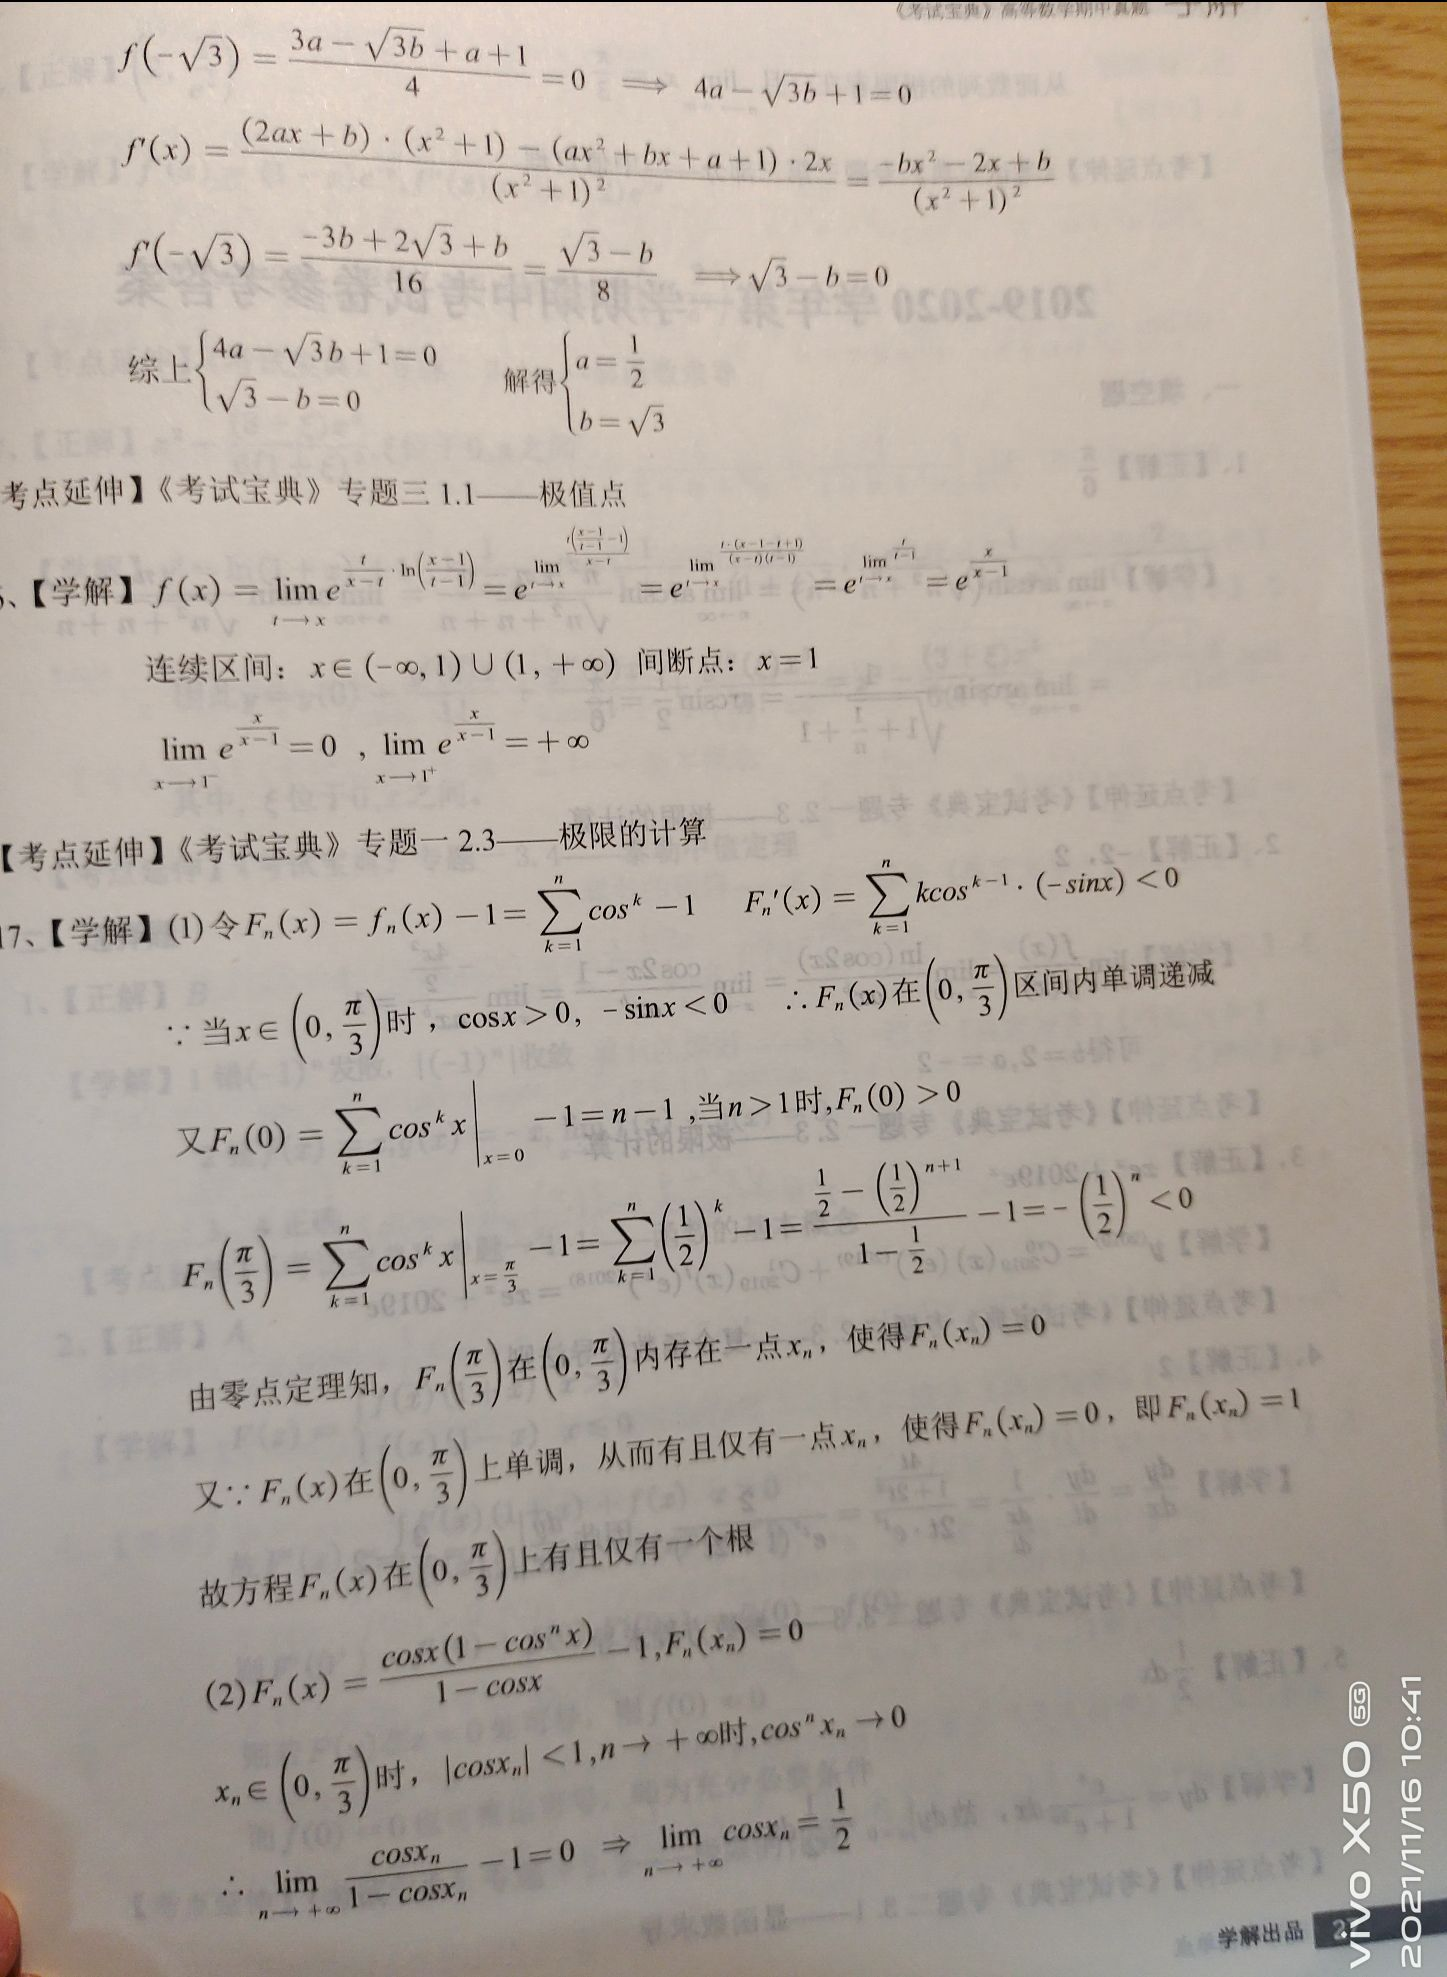 《考试宝典》高等数学期中真题
f(-√3) = (3a - √(3b) + a + 1)/4 = 0 ⟹ 4a - √(3b) + 1 = 0
f'(x) = ((2ax + b)·(x² + 1) - (ax² + bx + a + 1)·2x)/(x² + 1)² = (-bx² - 2x + b)/(x² + 1)²
f'(-√3) = (-3b + 2√3 + b)/16 = (√3 - b)/8 ⟹ √3 - b = 0
综上 { 4a - √3b + 1 = 0, √3 - b = 0 解得 { a = 1/2, b = √3
考点延伸】《考试宝典》专题三 1.1——极值点
、【学解】f(x) = lim_{t→x} e^{t/(x-t)·ln((x-1)/(t-1))} = e^{lim_{t→x} t((x-1)/(t-1) - 1)/(x-t)} = e^{lim_{t→x} t·(x-1-t+1)/((x-t)(t-1))} = e^{lim_{t→x} t/(t-1)} = e^{x/(x-1)}
连续区间：x∈(-∞, 1)∪(1, +∞) 间断点：x = 1
lim_{x→1⁻} e^{x/(x-1)} = 0 , lim_{x→1⁺} e^{x/(x-1)} = +∞
【考点延伸】《考试宝典》专题一 2.3——极限的计算
17、【学解】(1)令F_n(x) = f_n(x) - 1 = ∑_{k=1}^{n} cos^k - 1 F_n'(x) = ∑_{k=1}^{n} kcos^{k-1}·(-sinx) < 0
∵当x∈(0, π/3)时，cosx > 0, -sinx < 0 ∴F_n(x)在(0, π/3)区间内单调递减
又F_n(0) = ∑_{k=1}^{n} cos^k x|_{x=0} - 1 = n - 1 ,当n > 1时,F_n(0) > 0
F_n(π/3) = ∑_{k=1}^{n} cos^k x|_{x=π/3} - 1 = ∑_{k=1}^{n} (1/2)^k - 1 = (1/2 - (1/2)^{n+1})/(1 - 1/2) - 1 = -(1/2)^n < 0
由零点定理知，F_n(π/3)在(0, π/3)内存在一点x_n，使得F_n(x_n) = 0
又∵F_n(x)在(0, π/3)上单调，从而有且仅有一点x_n，使得F_n(x_n) = 0，即F_n(x_n) = 1
故方程F_n(x)在(0, π/3)上有且仅有一个根
(2)F_n(x) = cosx(1 - cos^n x)/(1 - cosx) - 1, F_n(x_n) = 0
x_n∈(0, π/3)时，|cosx_n| < 1, n→+∞时,cos^n x_n→0
∴ lim_{n→+∞} cosx_n/(1 - cosx_n) - 1 = 0 ⇒ lim_{n→+∞} cosx_n = 1/2
学解出品
vivo X50 5G
2021/11/16 10:41